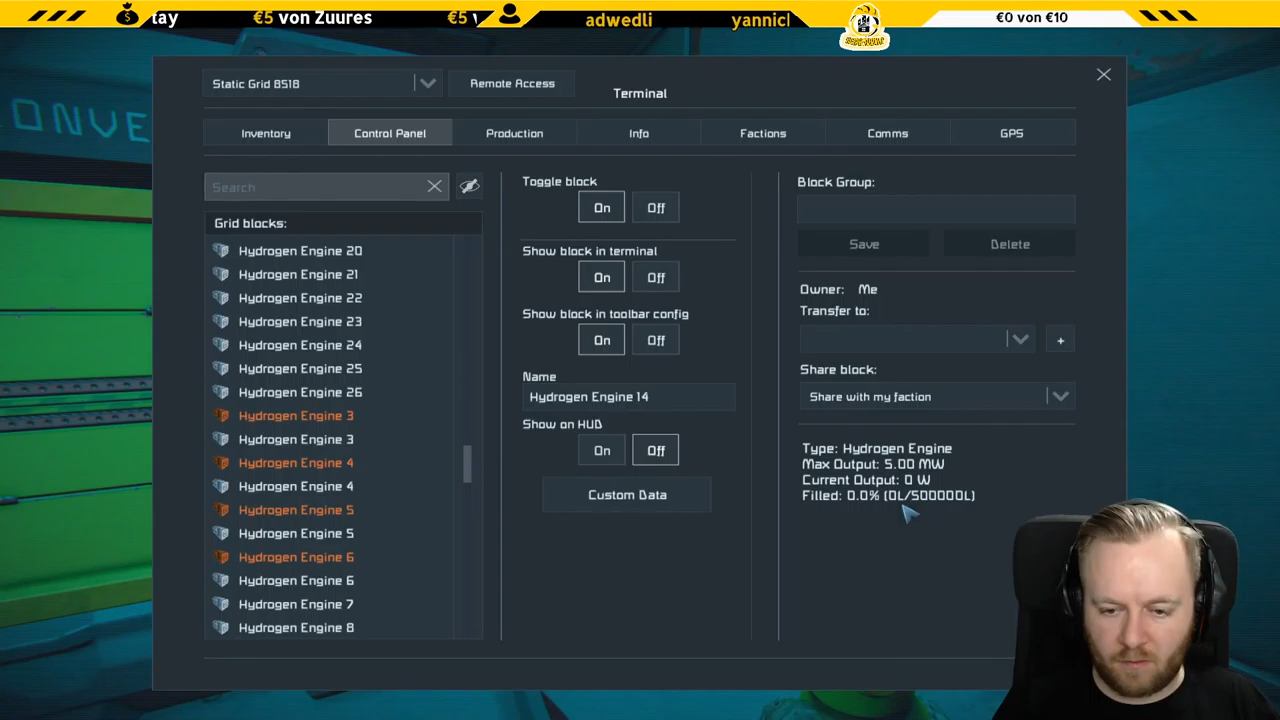 tay €5 von Zuures €5 v adwedli yannicl €0 von €10
ONVE
Static Grid 8518 Remote Access
Terminal
Inventory Control Panel Production Info Factions Comms GPS
Search
Grid blocks:
Hydrogen Engine 20
Hydrogen Engine 21
Hydrogen Engine 22
Hydrogen Engine 23
Hydrogen Engine 24
Hydrogen Engine 25
Hydrogen Engine 26
Hydrogen Engine 3
Hydrogen Engine 3
Hydrogen Engine 4
Hydrogen Engine 4
Hydrogen Engine 5
Hydrogen Engine 5
Hydrogen Engine 6
Hydrogen Engine 6
Hydrogen Engine 7
Hydrogen Engine 8
Toggle block
On Off
Show block in terminal
On Off
Show block in toolbar config
On Off
Name
Hydrogen Engine 14
Show on HUD
On Off
Custom Data
Block Group:
Save Delete
Owner: Me
Transfer to:
+
Share block:
Share with my faction
Type: Hydrogen Engine
Max Output: 5.00 MW
Current Output: 0 W
Filled: 0.0% (0L/500000L)